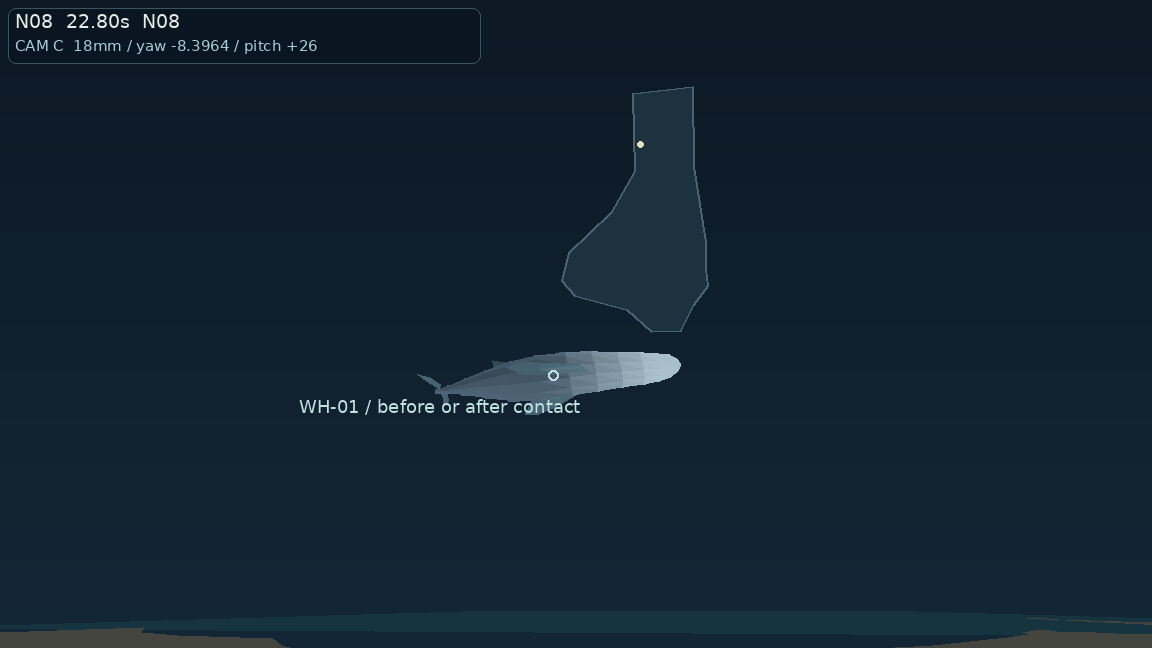 N08  22.80s  N08
CAM C  18mm / yaw -8.3964 / pitch +26
WH-01 / before or after contact